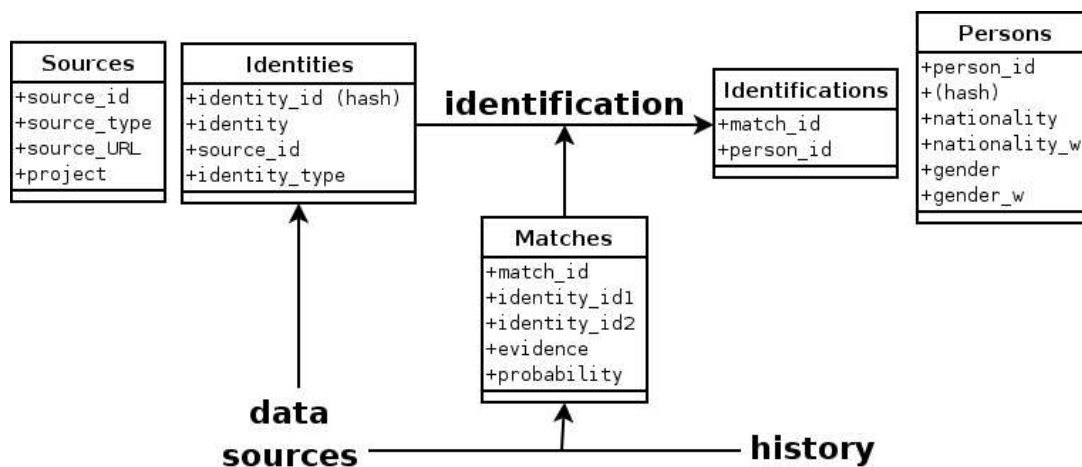 Sources
+source_id
+source_type
+source_URL
+project
Identities
+identity_id (hash)
+identity
+source_id
+identity_type
identification
Identifications
+match_id
+person_id
Persons
+person_id
+(hash)
+nationality
+nationality_w
+gender
+gender_w
Matches
+match_id
+identity_id1
+identity_id2
+evidence
+probability
data
sources
history